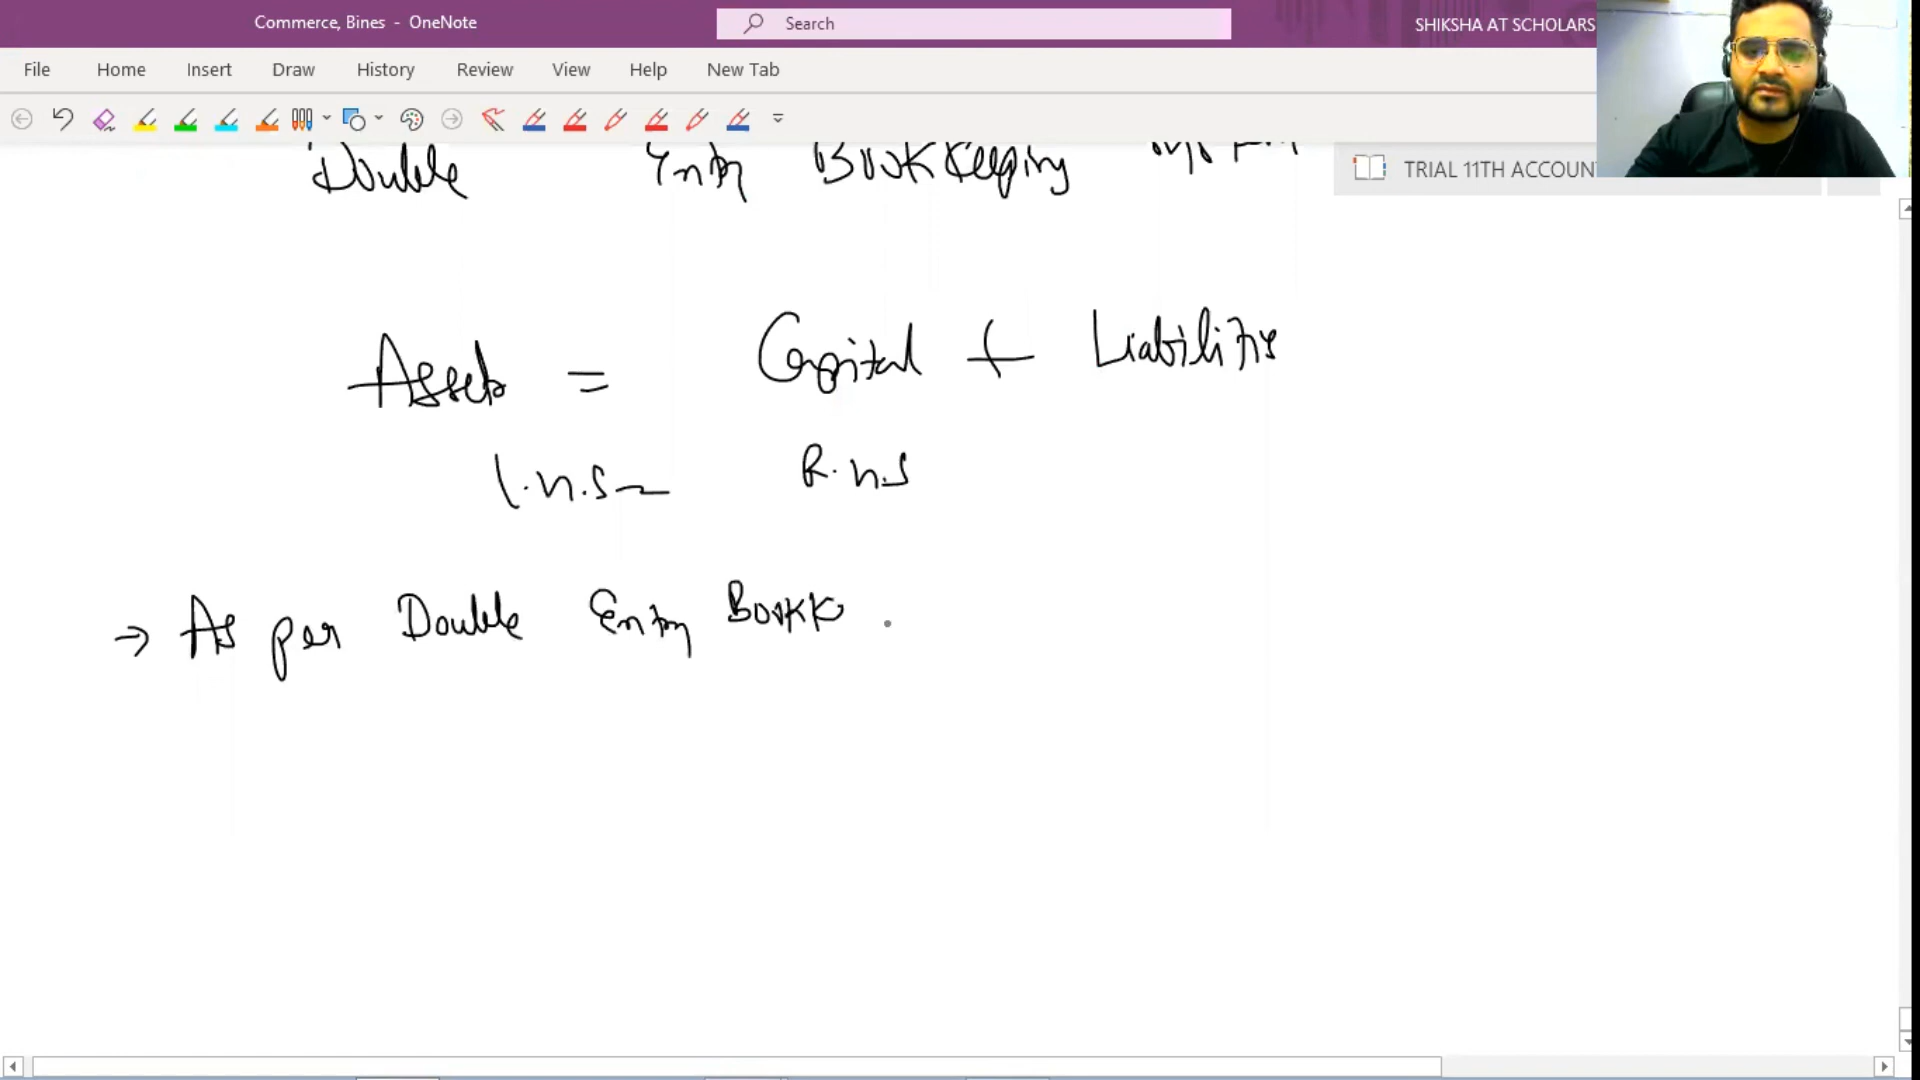 Commerce, Bines - OneNote
Search
SHIKSHA AT SCHOLARS
File Home Insert Draw History Review View Help New Tab
TRIAL 11TH ACCOUN
Double Entry BookKeeping
Assets = Capital + Liabilities
L.H.S R.H.S
→ As per Double Entry BookK